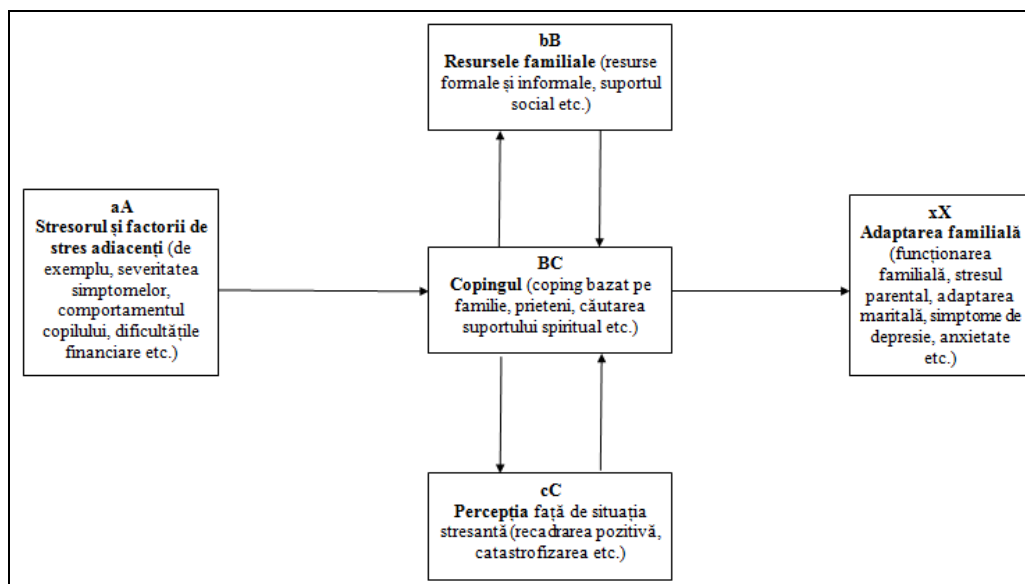 bB
Resursele familiale (resurse
formale și informale, suportul
social etc.)
aA
Stresorul și factorii de
stres adiacenți (de
exemplu, severitatea
simptomelor,
comportamentul
copilului, dificultățile
financiare etc.)
BC
Copingul (coping bazat pe
familie, prieteni, căutarea
suportului spiritual etc.)
xX
Adaptarea familială
(funcționarea
familială, stresul
parental, adaptarea
maritală, simptome de
depresie, anxietate
etc.)
cC
Percepția față de situația
stresantă (recadrarea pozitivă,
catastrofizarea etc.)